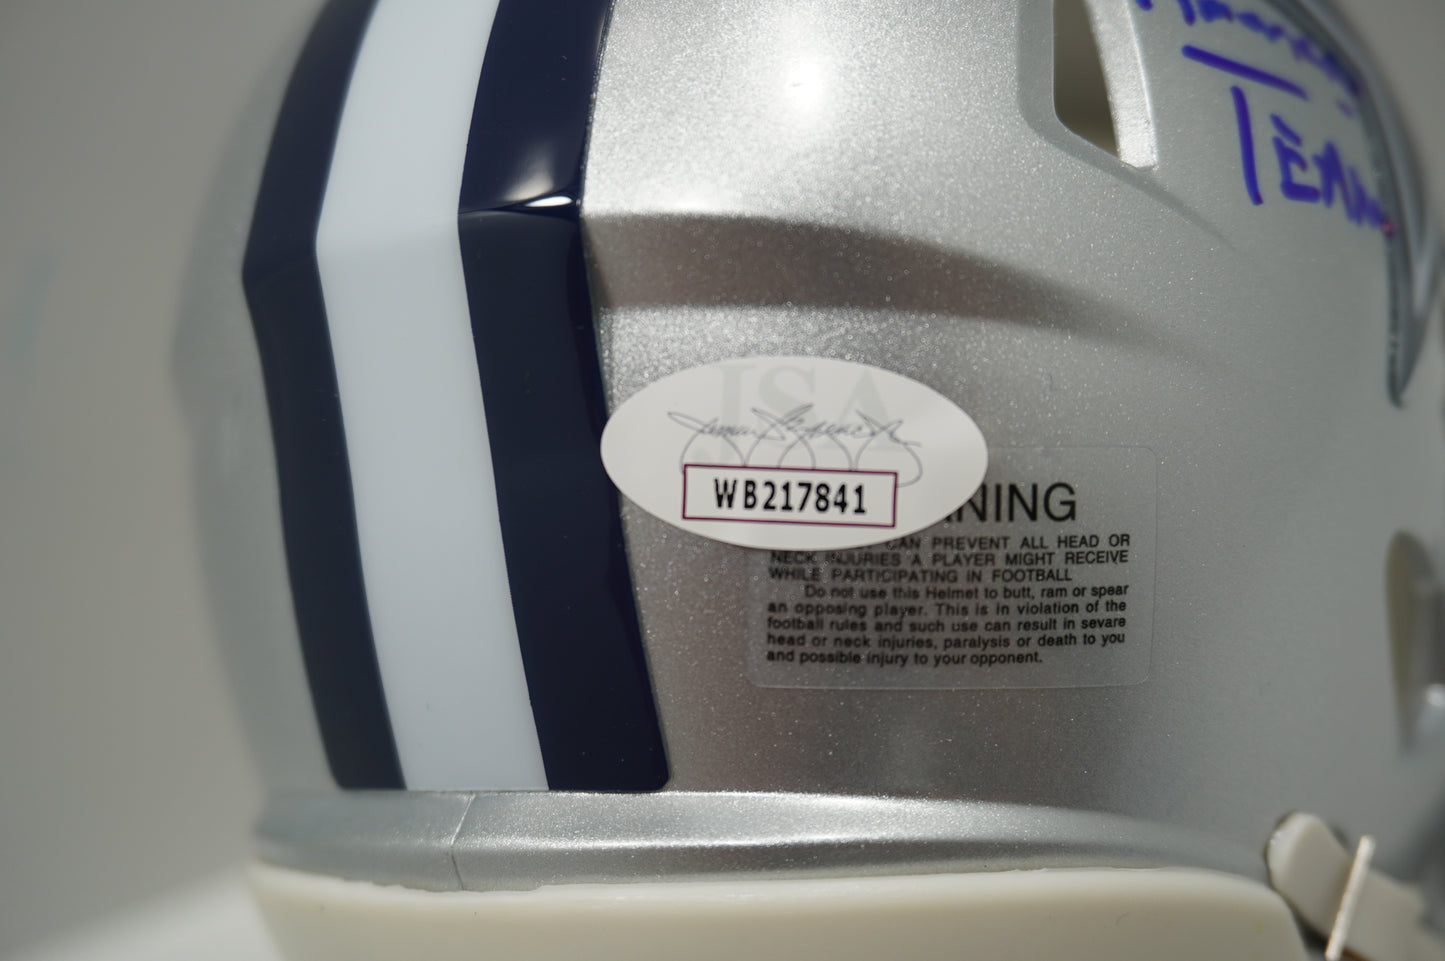 TEAM
JSA
WB217841
NING
CAN PREVENT ALL HEAD OR
NECK INJURIES A PLAYER MIGHT RECEIVE
WHILE PARTICIPATING IN FOOTBALL
Do not use this Helmet to butt, ram or spear
an opposing player. This is in violation of the
football rules and such use can result in severe
head or neck injuries, paralysis or death to you
and possible injury to your opponent.